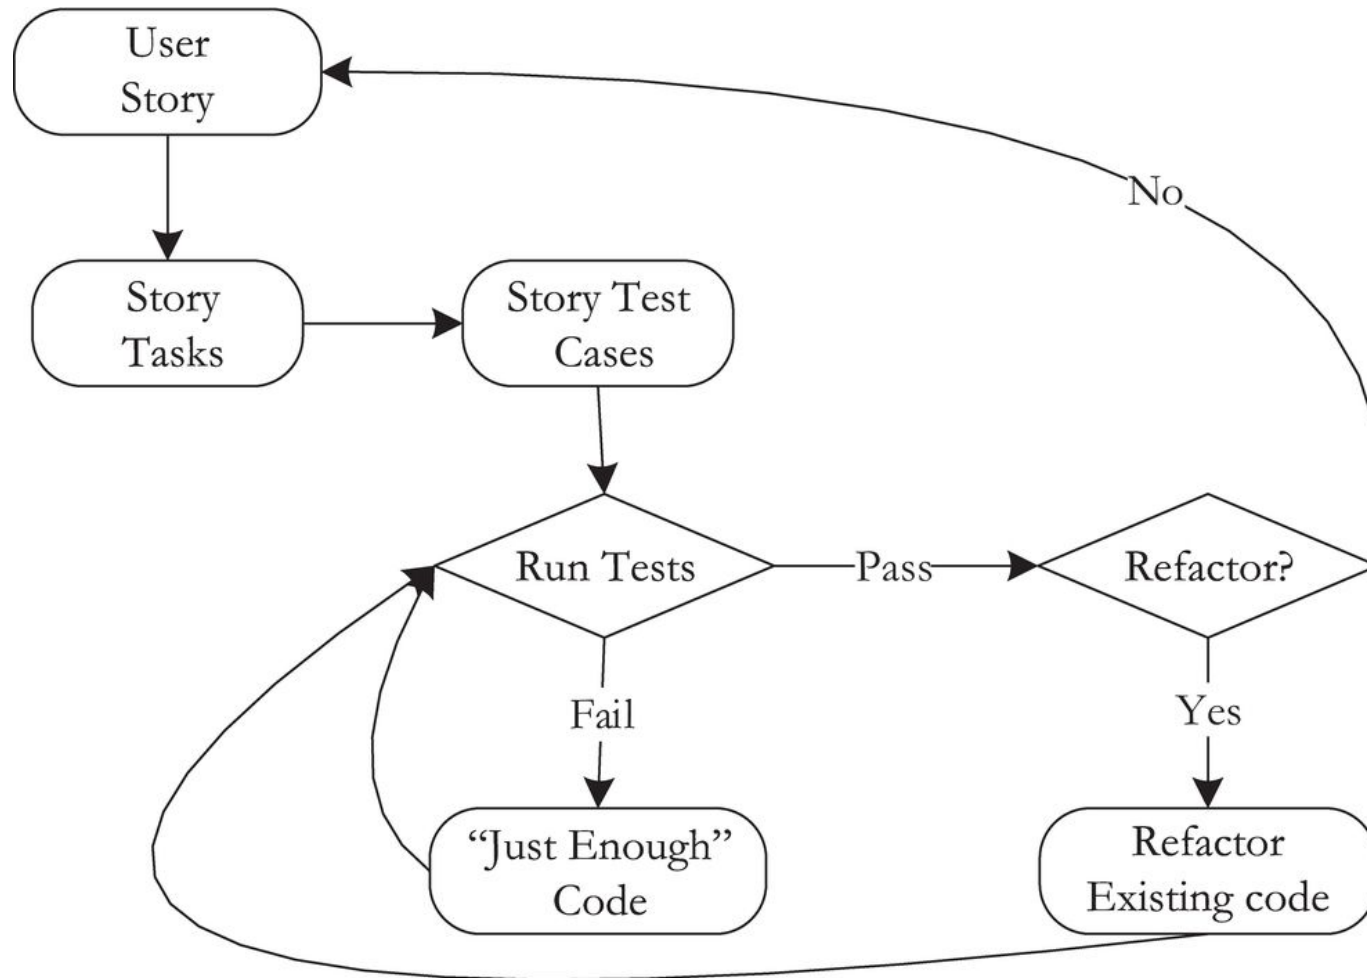 User
Story
No
Story
Tasks
Story Test
Cases
Run Tests
Pass
Refactor?
Fail
Yes
“Just Enough”
Code
Refactor
Existing code